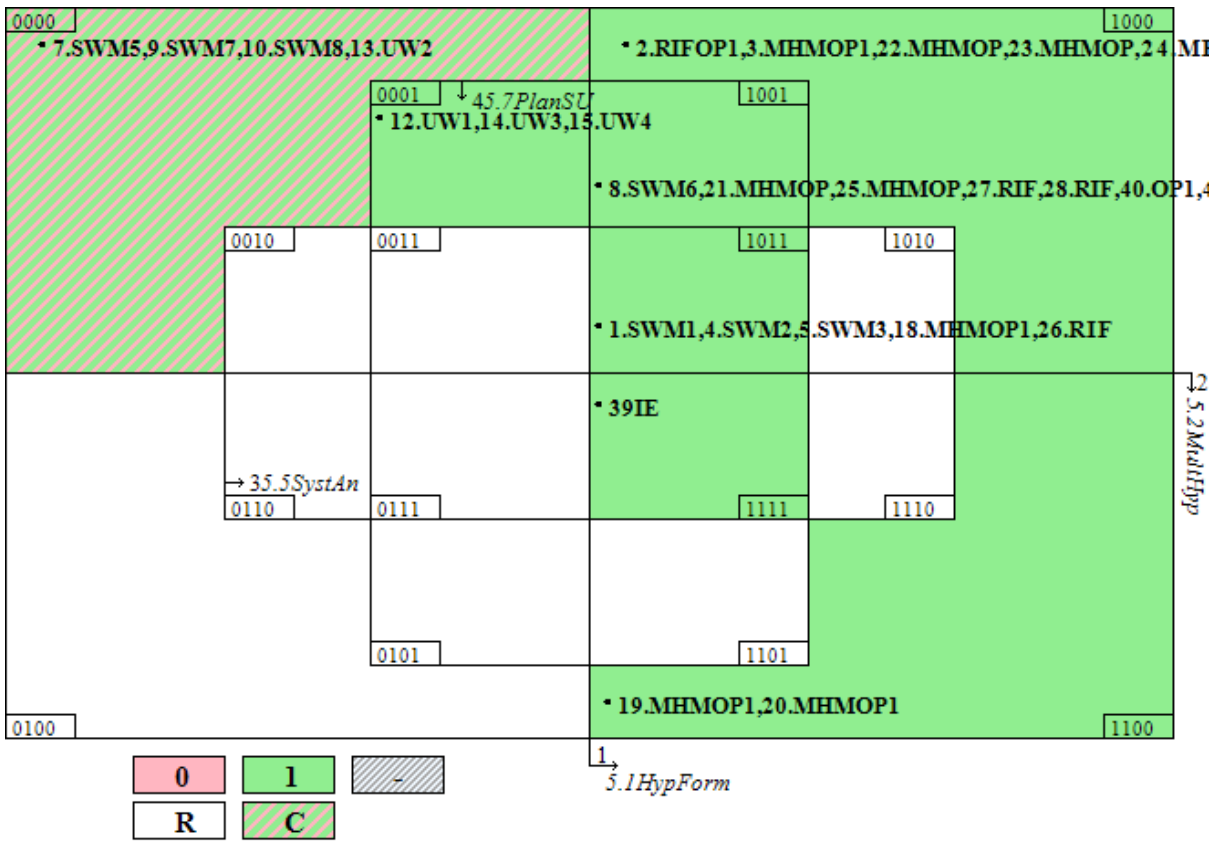 0000
1000
7.SWM5,9.SWM7,10.SWM8,13.UW2
2.RIFOP1,3.MHMOP1,22.MHMOP,23.MHMOP,24.MH
0001
45.7PlanSU
1001
12.UW1,14.UW3,15.UW4
8.SWM6,21.MHMOP,25.MHMOP,27.RIF,28.RIF,40.OP1,4
0010
0011
1011
1010
1.SWM1,4.SWM2,5.SWM3,18.MHMOP1,26.RIF
2
5.2MultHyp
39IE
35.5SystAn
0110
0111
1111
1110
0101
1101
19.MHMOP1,20.MHMOP1
0100
1100
1
5.1HypForm
0 1 -
R C